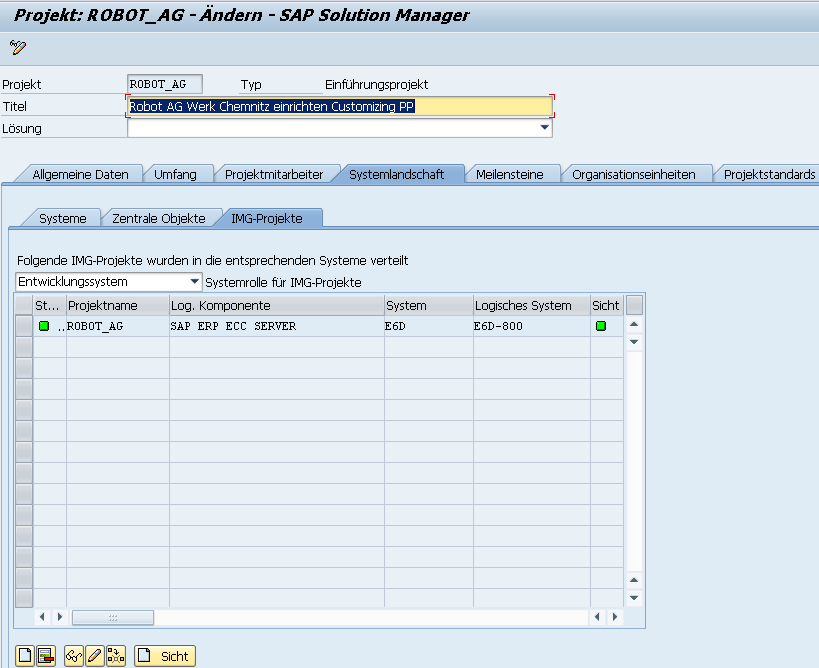 Projekt: ROBOT_AG - Ändern - SAP Solution Manager
Projekt ROBOT_AG Typ Einführungsprojekt
Titel Robot AG Werk Chemnitz einrichten Customizing PP
Lösung
Allgemeine Daten Umfang Projektmitarbeiter Systemlandschaft Meilensteine Organisationseinheiten Projektstandards
Systeme Zentrale Objekte IMG-Projekte
Folgende IMG-Projekte wurden in die entsprechenden Systeme verteilt
Entwicklungssystem Systemrolle für IMG-Projekte
St... Projektname Log. Komponente System Logisches System Sicht
.. ROBOT_AG SAP ERP ECC SERVER E6D E6D-800
Sicht